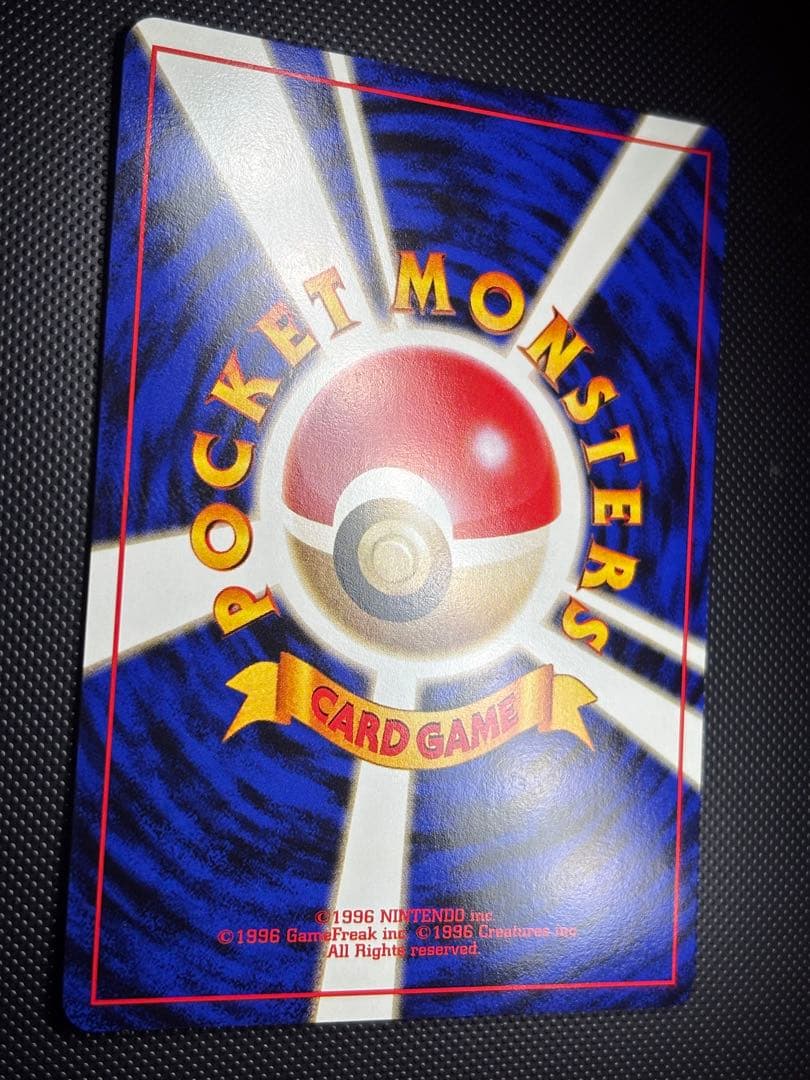 POCKET MONSTERS
CARD GAME
©1996 NINTENDO inc.
©1996 GameFreak inc. ©1996 Creatures inc.
All Rights reserved.